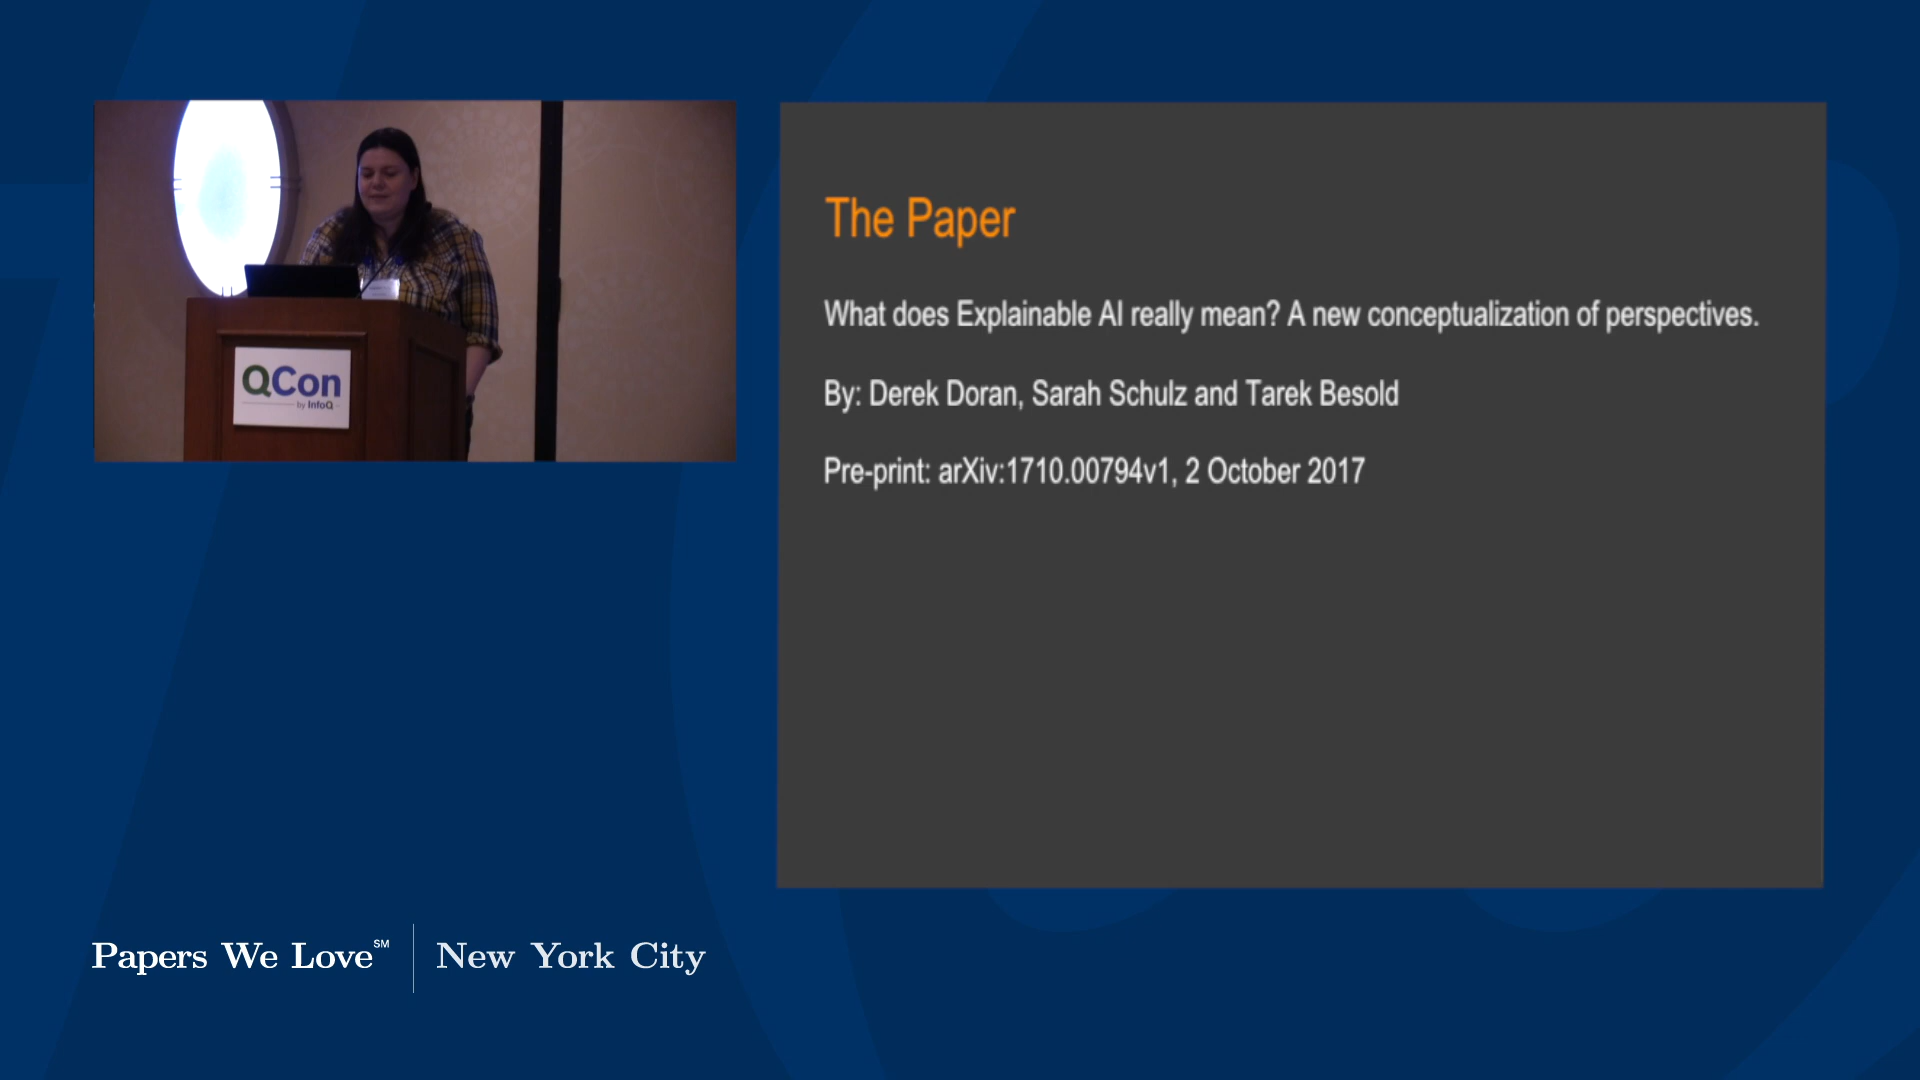 The Paper
What does Explainable AI really mean? A new conceptualization of perspectives.
By: Derek Doran, Sarah Schulz and Tarek Besold
Pre-print: arXiv:1710.00794v1, 2 October 2017
QCon
by InfoQ
Papers We Love℠
New York City